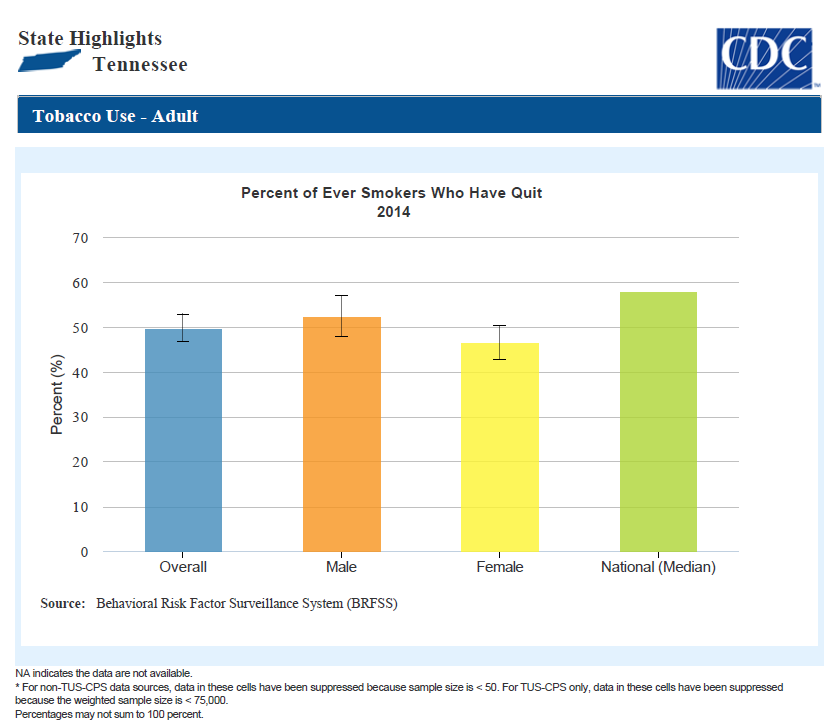 State Highlights
Tennessee
CDC
TM
Tobacco Use - Adult
Percent of Ever Smokers Who Have Quit
2014
70
60
50
40
30
20
10
0
Percent (%)
Overall
Male
Female
National (Median)
Source: Behavioral Risk Factor Surveillance System (BRFSS)
NA indicates the data are not available.
* For non-TUS-CPS data sources, data in these cells have been suppressed because sample size is < 50. For TUS-CPS only, data in these cells have been suppressed
because the weighted sample size is < 75,000.
Percentages may not sum to 100 percent.